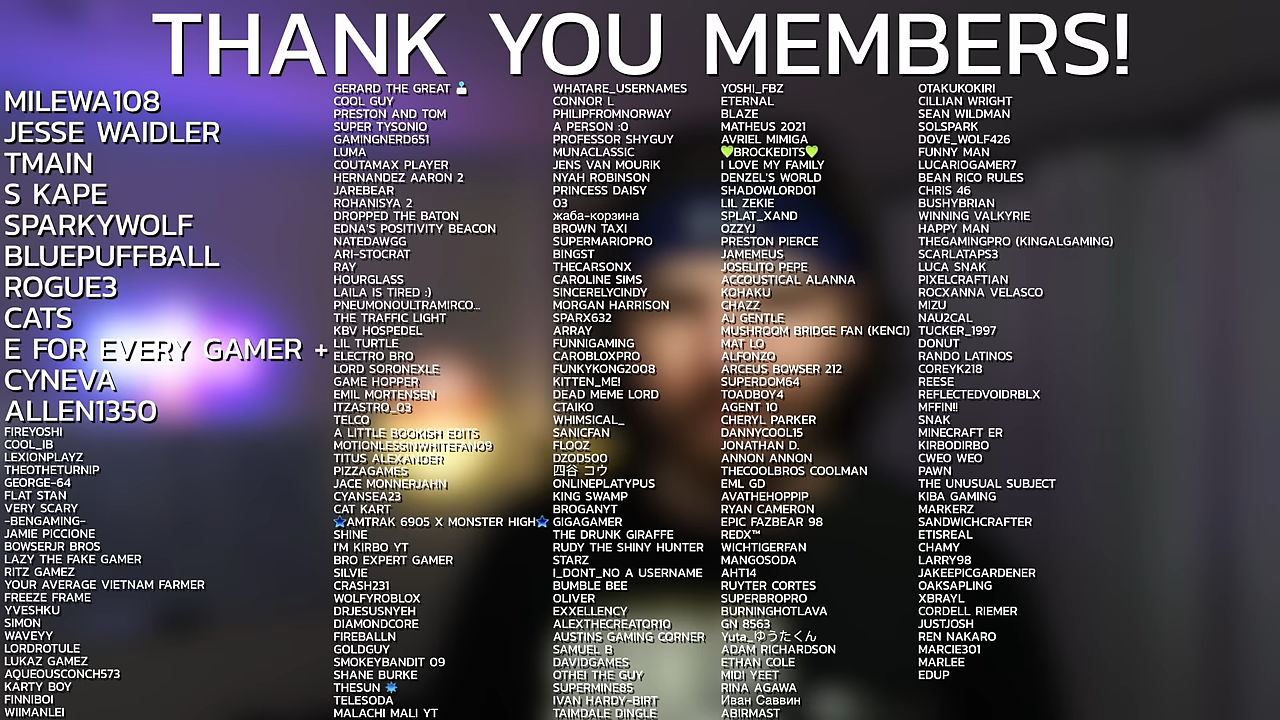 THANK YOU MEMBERS!
MILEWA108
JESSE WAIDLER
TMAIN
S KAPE
SPARKYWOLF
BLUEPUFFBALL
ROGUE3
CATS
E FOR EVERY GAMER +
CYNEVA
ALLEN1350
FIREYOSHI
COOL_IB
LEXIONPLAYZ
THEOTHETURNIP
GEORGE-64
FLAT STAN
VERY SCARY
-BENGAMING-
JAMIE PICCIONE
BOWSERJR BROS
LAZY THE FAKE GAMER
RITZ GAMEZ
YOUR AVERAGE VIETNAM FARMER
FREEZE FRAME
YVESHKU
SIMON
WAVEYY
LORDROTULE
LUKAZ GAMEZ
AQUEOUSCONCH573
KARTY BOY
FINNIBOI
WIIMANLEI
GERARD THE GREAT
COOL GUY
PRESTON AND TOM
SUPER TYSONIO
GAMINGNERD651
LUMA
COUTAMAX PLAYER
HERNANDEZ AARON 2
JAREBEAR
ROHANISYA 2
DROPPED THE BATON
EDNA'S POSITIVITY BEACON
NATEDAWGG
ARI-STOCRAT
RAY
HOURGLASS
LAILA IS TIRED :)
PNEUMONOULTRAMIRCO...
THE TRAFFIC LIGHT
KBV HOSPEDEL
LIL TURTLE
ELECTRO BRO
LORD SORONEXLE
GAME HOPPER
EMIL MORTENSEN
ITZASTRO_03
TELCO
A LITTLE BOOKISH EDITS
MOTIONLESSINWHITEFAN09
TITUS ALEXANDER
PIZZAGAMES
JACE MONNERJAHN
CYANSEA23
CAT KART
⭐AMTRAK 6905 X MONSTER HIGH⭐
SHINE
I'M KIRBO YT
BRO EXPERT GAMER
SILVIE
CRASH231
WOLFYROBLOX
DRJESUSNYEH
DIAMONDCORE
FIREBALLN
GOLDGUY
SMOKEYBANDIT 09
SHANE BURKE
THESUN
TELESODA
MALACHI MALI YT
WHATARE_USERNAMES
CONNOR L
PHILIPFROMNORWAY
A PERSON :0
PROFESSOR SHYGUY
MUNACLASSIC
JENS VAN MOURIK
NYAH ROBINSON
PRINCESS DAISY
03
жаба-корзина
BROWN TAXI
SUPERMARIOPRO
BINGST
THECARSONX
CAROLINE SIMS
SINCERELYCINDY
MORGAN HARRISON
SPARX632
ARRAY
FUNNIGAMING
CAROBLOXPRO
FUNKYKONG2008
KITTEN_ME!
DEAD MEME LORD
CTAIKO
WHIMSICAL_
SANICFAN
FLOOZ
DZOD500
四谷 コウ
ONLINEPLATYPUS
KING SWAMP
BROGANYT
GIGAGAMER
THE DRUNK GIRAFFE
RUDY THE SHINY HUNTER
STARZ
I_DONT_NO A USERNAME
BUMBLE BEE
OLIVER
EXXELLENCY
ALEXTHECREATOR10
AUSTINS GAMING CORNER
SAMUEL B
DAVIDGAMES
OTHEI THE GUY
SUPERMINE85
IVAN HARDY-BIRT
TAIMDALE DINGLE
YOSHI_FBZ
ETERNAL
BLAZE
MATHEUS 2021
AVRIEL MIMIGA
💚BROCKEDITS💚
I LOVE MY FAMILY
DENZEL'S WORLD
SHADOWLORD01
LIL ZEKIE
SPLAT_XAND
OZZYJ
PRESTON PIERCE
JAMEMEUS
JOSELITO PEPE
ACCOUSTICAL ALANNA
KOHAKU
CHAZZ
AJ GENTLE
MUSHROOM BRIDGE FAN (KENCI)
MAT LO
ALFONZO
ARCEUS BOWSER 212
SUPERDOM64
TOADBOY4
AGENT 10
CHERYL PARKER
DANNYCOOL15
JONATHAN D.
ANNON ANNON
THECOOLBROS COOLMAN
EML GD
AVATHEHOPPIP
RYAN CAMERON
EPIC FAZBEAR 98
REDX™
WICHTIGERFAN
MANGOSODA
AHT14
RUYTER CORTES
SUPERBROPRO
BURNINGHOTLAVA
GN 8563
Yuta_ゆうたくん
ADAM RICHARDSON
ETHAN COLE
MIDI YEET
RINA AGAWA
Иван Саввин
ABIRMAST
OTAKUKOKIRI
CILLIAN WRIGHT
SEAN WILDMAN
SOLSPARK
DOVE_WOLF426
FUNNY MAN
LUCARIOGAMER7
BEAN RICO RULES
CHRIS 46
BUSHYBRIAN
WINNING VALKYRIE
HAPPY MAN
THEGAMINGPRO (KINGALGAMING)
SCARLATAPS3
LUCA SNAK
PIXELCRAFTIAN
ROCXANNA VELASCO
MIZU
NAU2CAL
TUCKER_1997
DONUT
RANDO LATINOS
COREYK218
REESE
REFLECTEDVOIDRBLX
MFFIN!!
SNAK
MINECRAFT ER
KIRBODIRBO
CWEO WEO
PAWN
THE UNUSUAL SUBJECT
KIBA GAMING
MARKERZ
SANDWICHCRAFTER
ETISREAL
CHAMY
LARRY98
JAKEEPICGARDENER
OAKSAPLING
XBRAYL
CORDELL RIEMER
JUSTJOSH
REN NAKARO
MARCIE301
MARLEE
EDUP